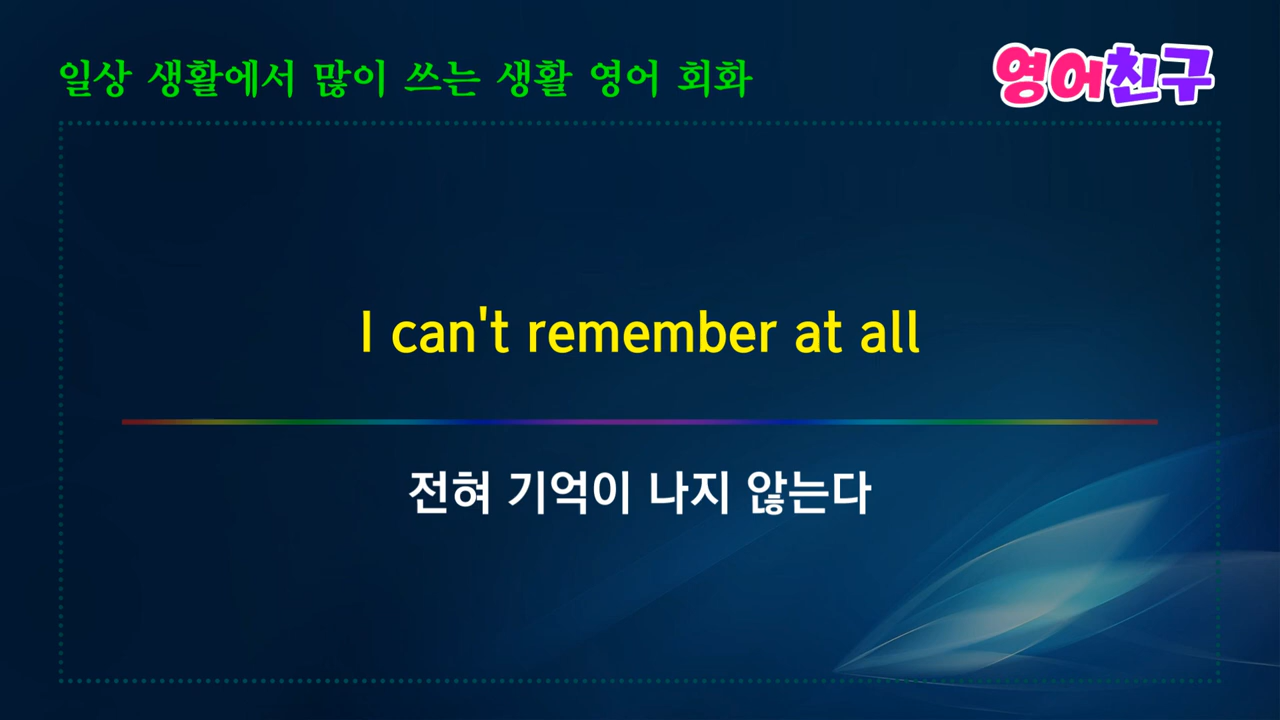 일상 생활에서 많이 쓰는 생활 영어 회화
영어친구
I can't remember at all
전혀 기억이 나지 않는다